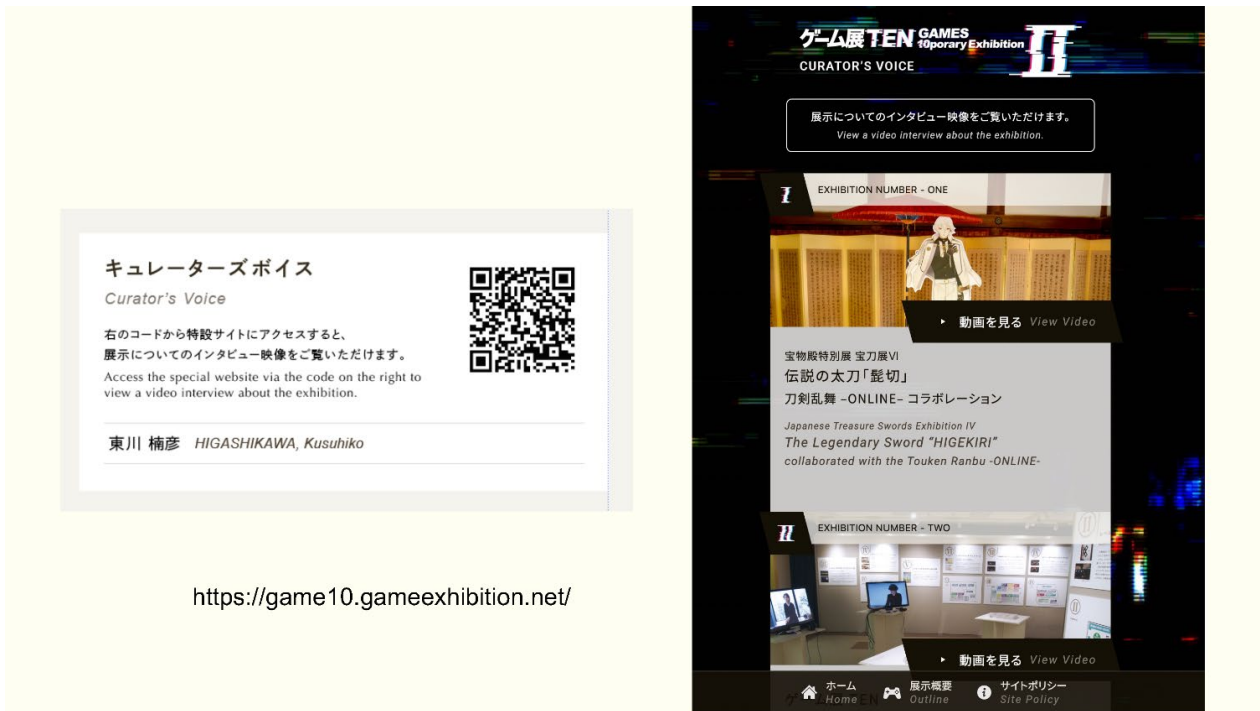 キュレーターズボイス
Curator's Voice
右のコードから特設サイトにアクセスすると、
展示についてのインタビュー映像をご覧いただけます。
Access the special website via the code on the right to
view a video interview about the exhibition.
東川 楠彦 HIGASHIKAWA, Kusuhiko
https://game10.gameexhibition.net/
ゲーム展TEN GAMES 10porary Exhibition II
CURATOR'S VOICE
展示についてのインタビュー映像をご覧いただけます。
View a video interview about the exhibition.
I EXHIBITION NUMBER - ONE
動画を見る View Video
宝物殿特別展 宝刀展VI
伝説の太刀「髭切」
刀剣乱舞 –ONLINE– コラボレーション
Japanese Treasure Swords Exhibition IV
The Legendary Sword "HIGEKIRI"
collaborated with the Touken Ranbu -ONLINE-
II EXHIBITION NUMBER - TWO
動画を見る View Video
ホーム 展示概要 サイトポリシー
Home Outline Site Policy